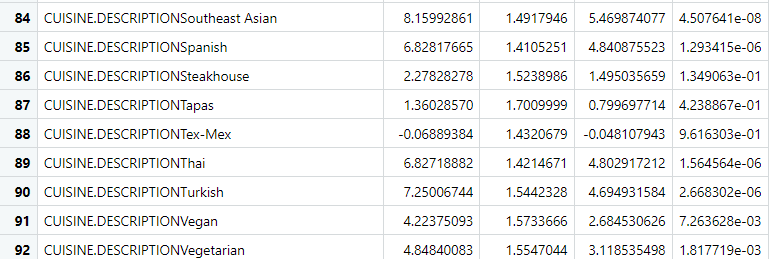 84 CUISINE.DESCRIPTIONSoutheast Asian 8.15992861 1.4917946 5.469874077 4.507641e-08
85 CUISINE.DESCRIPTIONSpanish 6.82817665 1.4105251 4.840875523 1.293415e-06
86 CUISINE.DESCRIPTIONSteakhouse 2.27828278 1.5238986 1.495035659 1.349063e-01
87 CUISINE.DESCRIPTIONTapas 1.36028570 1.7009999 0.799697714 4.238867e-01
88 CUISINE.DESCRIPTIONTex-Mex -0.06889384 1.4320679 -0.048107943 9.616303e-01
89 CUISINE.DESCRIPTIONThai 6.82718882 1.4214671 4.802917212 1.564564e-06
90 CUISINE.DESCRIPTIONTurkish 7.25006744 1.5442328 4.694931584 2.668302e-06
91 CUISINE.DESCRIPTIONVegan 4.22375093 1.5733666 2.684530626 7.263628e-03
92 CUISINE.DESCRIPTIONVegetarian 4.84840083 1.5547044 3.118535498 1.817719e-03